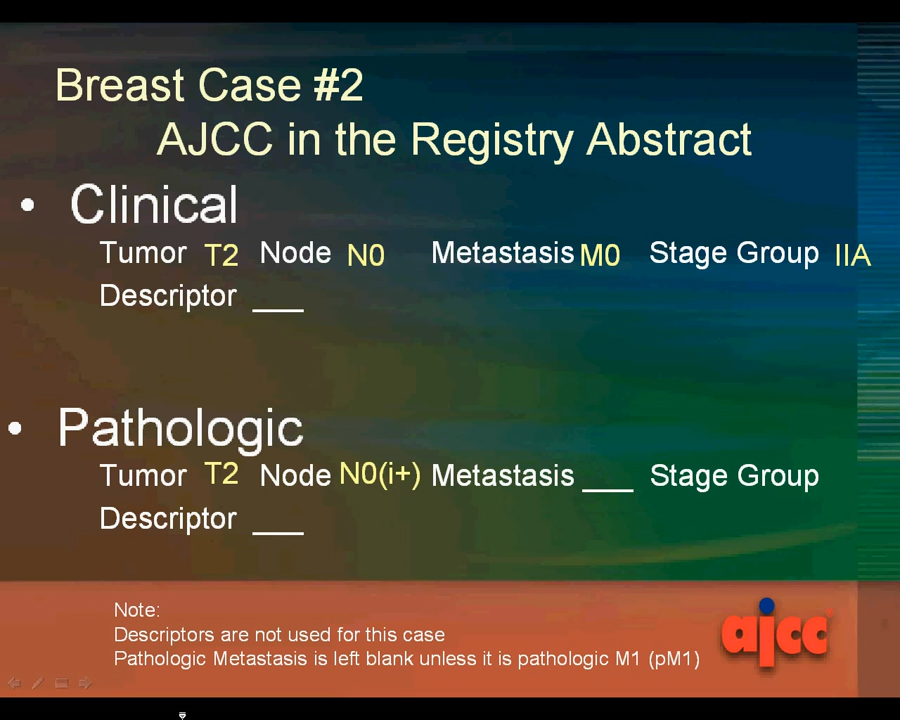 Breast Case #2
AJCC in the Registry Abstract
• Clinical
Tumor T2 Node N0 Metastasis M0 Stage Group IIA
Descriptor ___
• Pathologic
Tumor T2 Node N0(i+) Metastasis ___ Stage Group
Descriptor ___
Note:
Descriptors are not used for this case
Pathologic Metastasis is left blank unless it is pathologic M1 (pM1)
ajcc